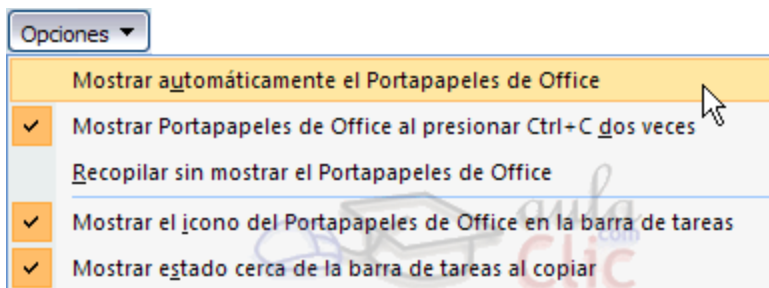 Opciones
Mostrar automáticamente el Portapapeles de Office
Mostrar Portapapeles de Office al presionar Ctrl+C dos veces
Recopilar sin mostrar el Portapapeles de Office
Mostrar el icono del Portapapeles de Office en la barra de tareas
Mostrar estado cerca de la barra de tareas al copiar
aula
.com
Clic